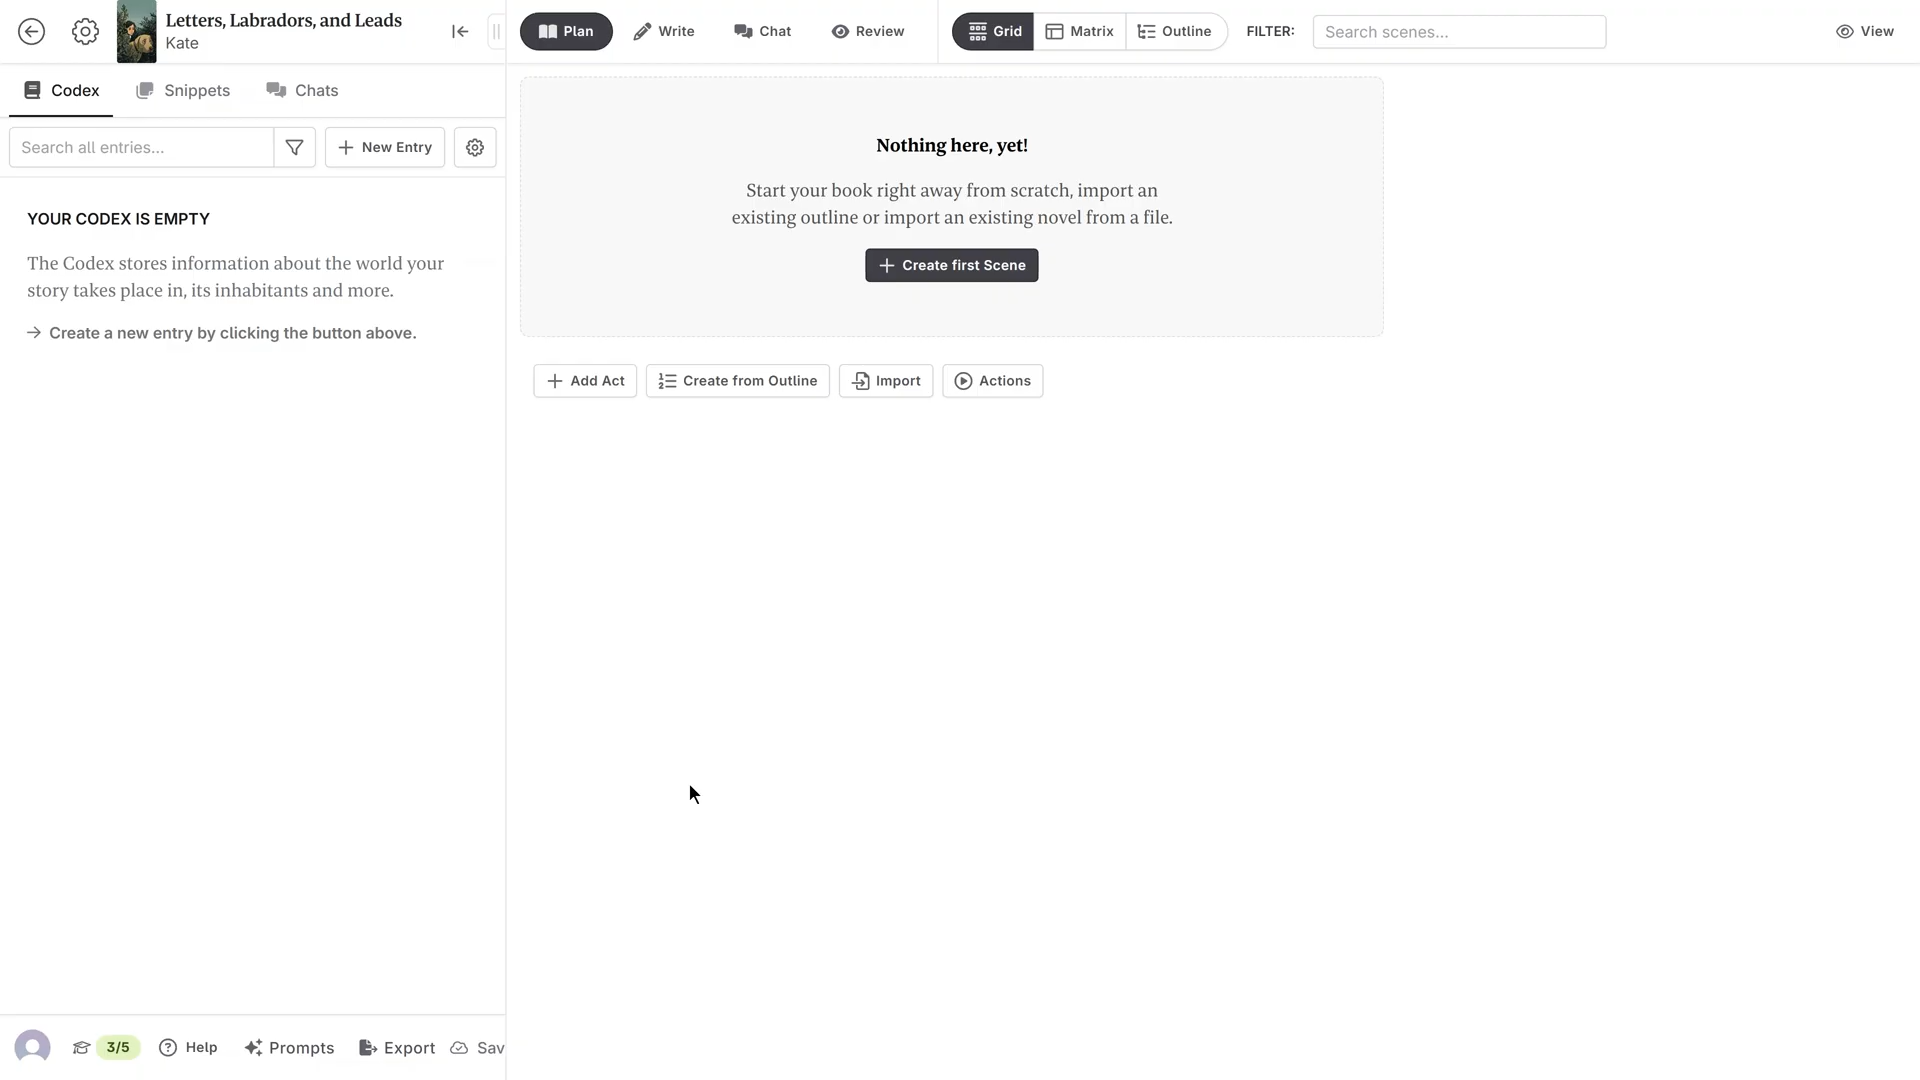 Letters, Labradors, and Leads
Kate
Plan
Write
Chat
Review
Grid
Matrix
Outline
FILTER:
Search scenes...
View
Codex
Snippets
Chats
Search all entries...
New Entry
YOUR CODEX IS EMPTY
The Codex stores information about the world your
story takes place in, its inhabitants and more.
Create a new entry by clicking the button above.
Nothing here, yet!
Start your book right away from scratch, import an
existing outline or import an existing novel from a file.
Create first Scene
Add Act
Create from Outline
Import
Actions
3/5
Help
Prompts
Export
Sav